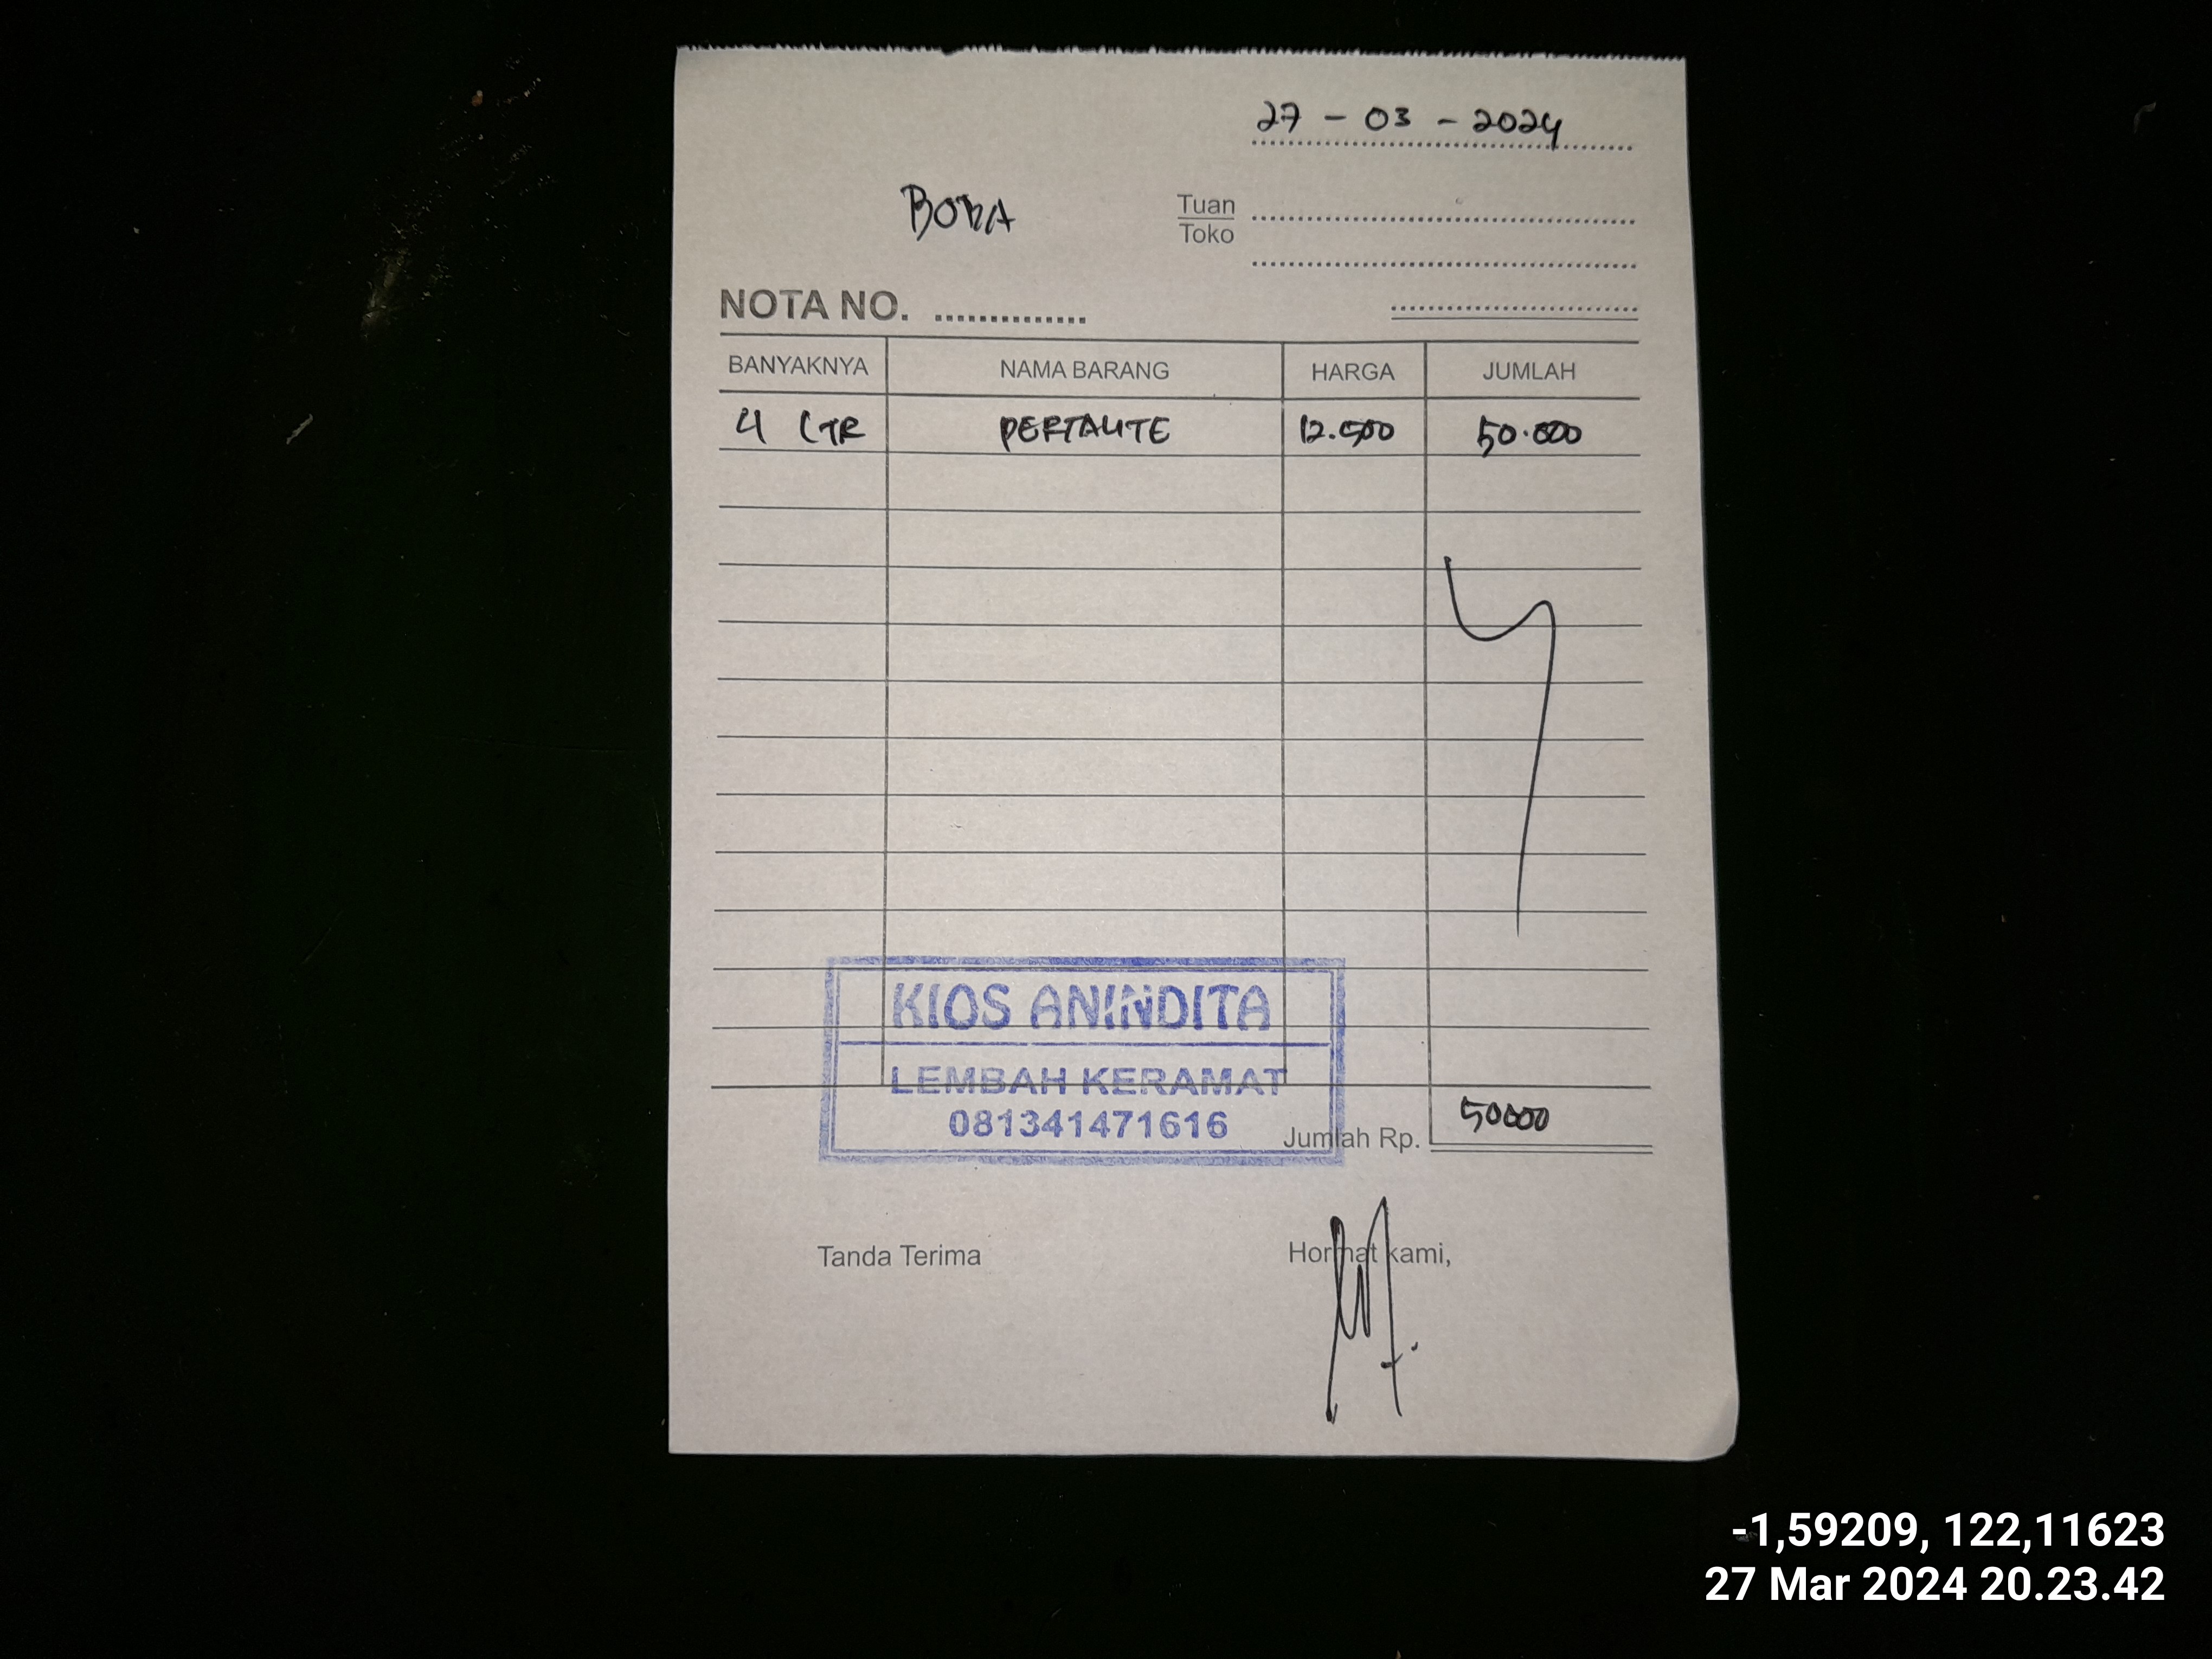 27 - 03 - 2024
Tuan
Toko
NOTA NO. ..............
BANYAKNYA NAMA BARANG HARGA JUMLAH
4 LTR PERTALITE 12.500 50.000
KIOS ANINDITA
LEMBAH KERAMAT
081341471616
Jumlah Rp. 50000
Tanda Terima Hormat kami,
-1,59209, 122,11623
27 Mar 2024 20.23.42